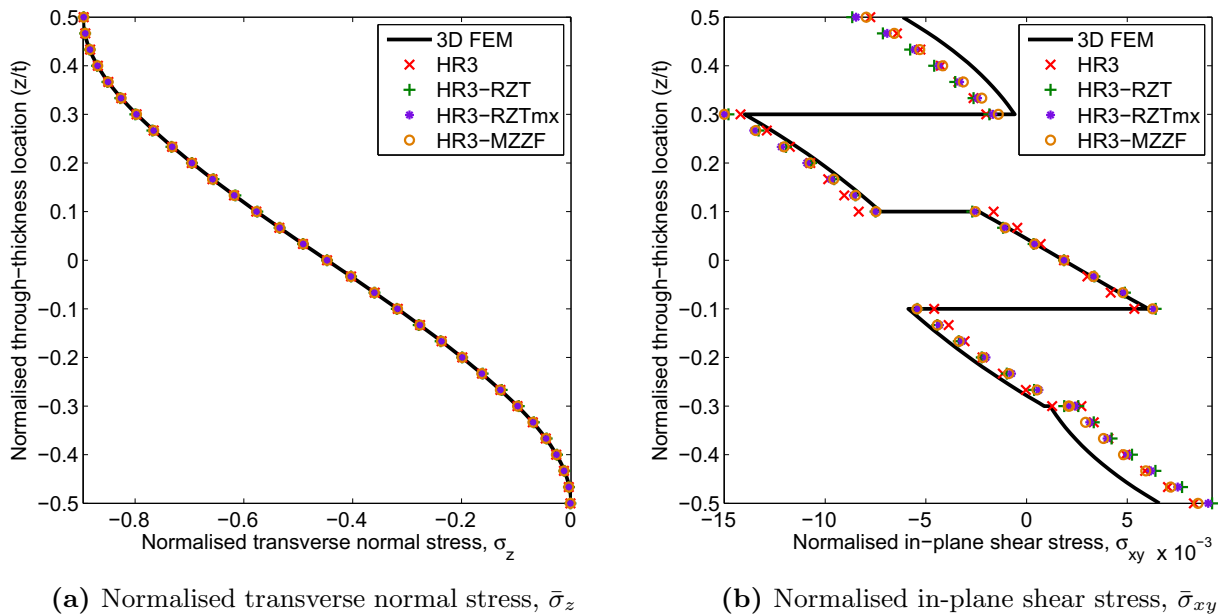 Normalised through−thickness location (z/t)
0.5
0.4
0.3
0.2
0.1
0
−0.1
−0.2
−0.3
−0.4
−0.5
3D FEM
HR3
HR3−RZT
HR3−RZTmx
HR3−MZZF
−0.8 −0.6 −0.4 −0.2 0
Normalised transverse normal stress, σz
(a) Normalised transverse normal stress, σ̄z
Normalised through−thickness location (z/t)
0.5
0.4
0.3
0.2
0.1
0
−0.1
−0.2
−0.3
−0.4
−0.5
3D FEM
HR3
HR3−RZT
HR3−RZTmx
HR3−MZZF
−15 −10 −5 0 5
Normalised in−plane shear stress, σxy x 10−3
(b) Normalised in-plane shear stress, σ̄xy